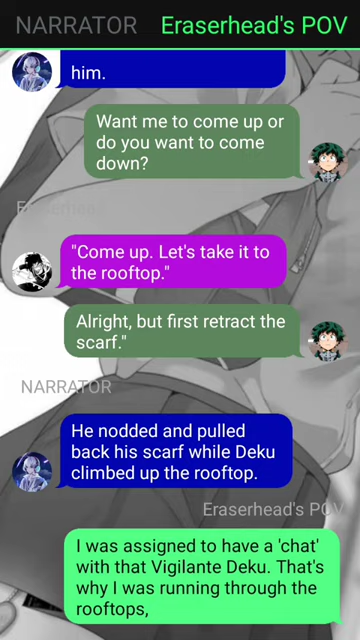 NARRATOR Eraserhead's POV
him.
Want me to come up or
do you want to come
down?
Eraserhead
"Come up. Let's take it to
the rooftop."
Alright, but first retract the
scarf."
NARRATOR
He nodded and pulled
back his scarf while Deku
climbed up the rooftop.
Eraserhead's POV
I was assigned to have a 'chat'
with that Vigilante Deku. That's
why I was running through the
rooftops,